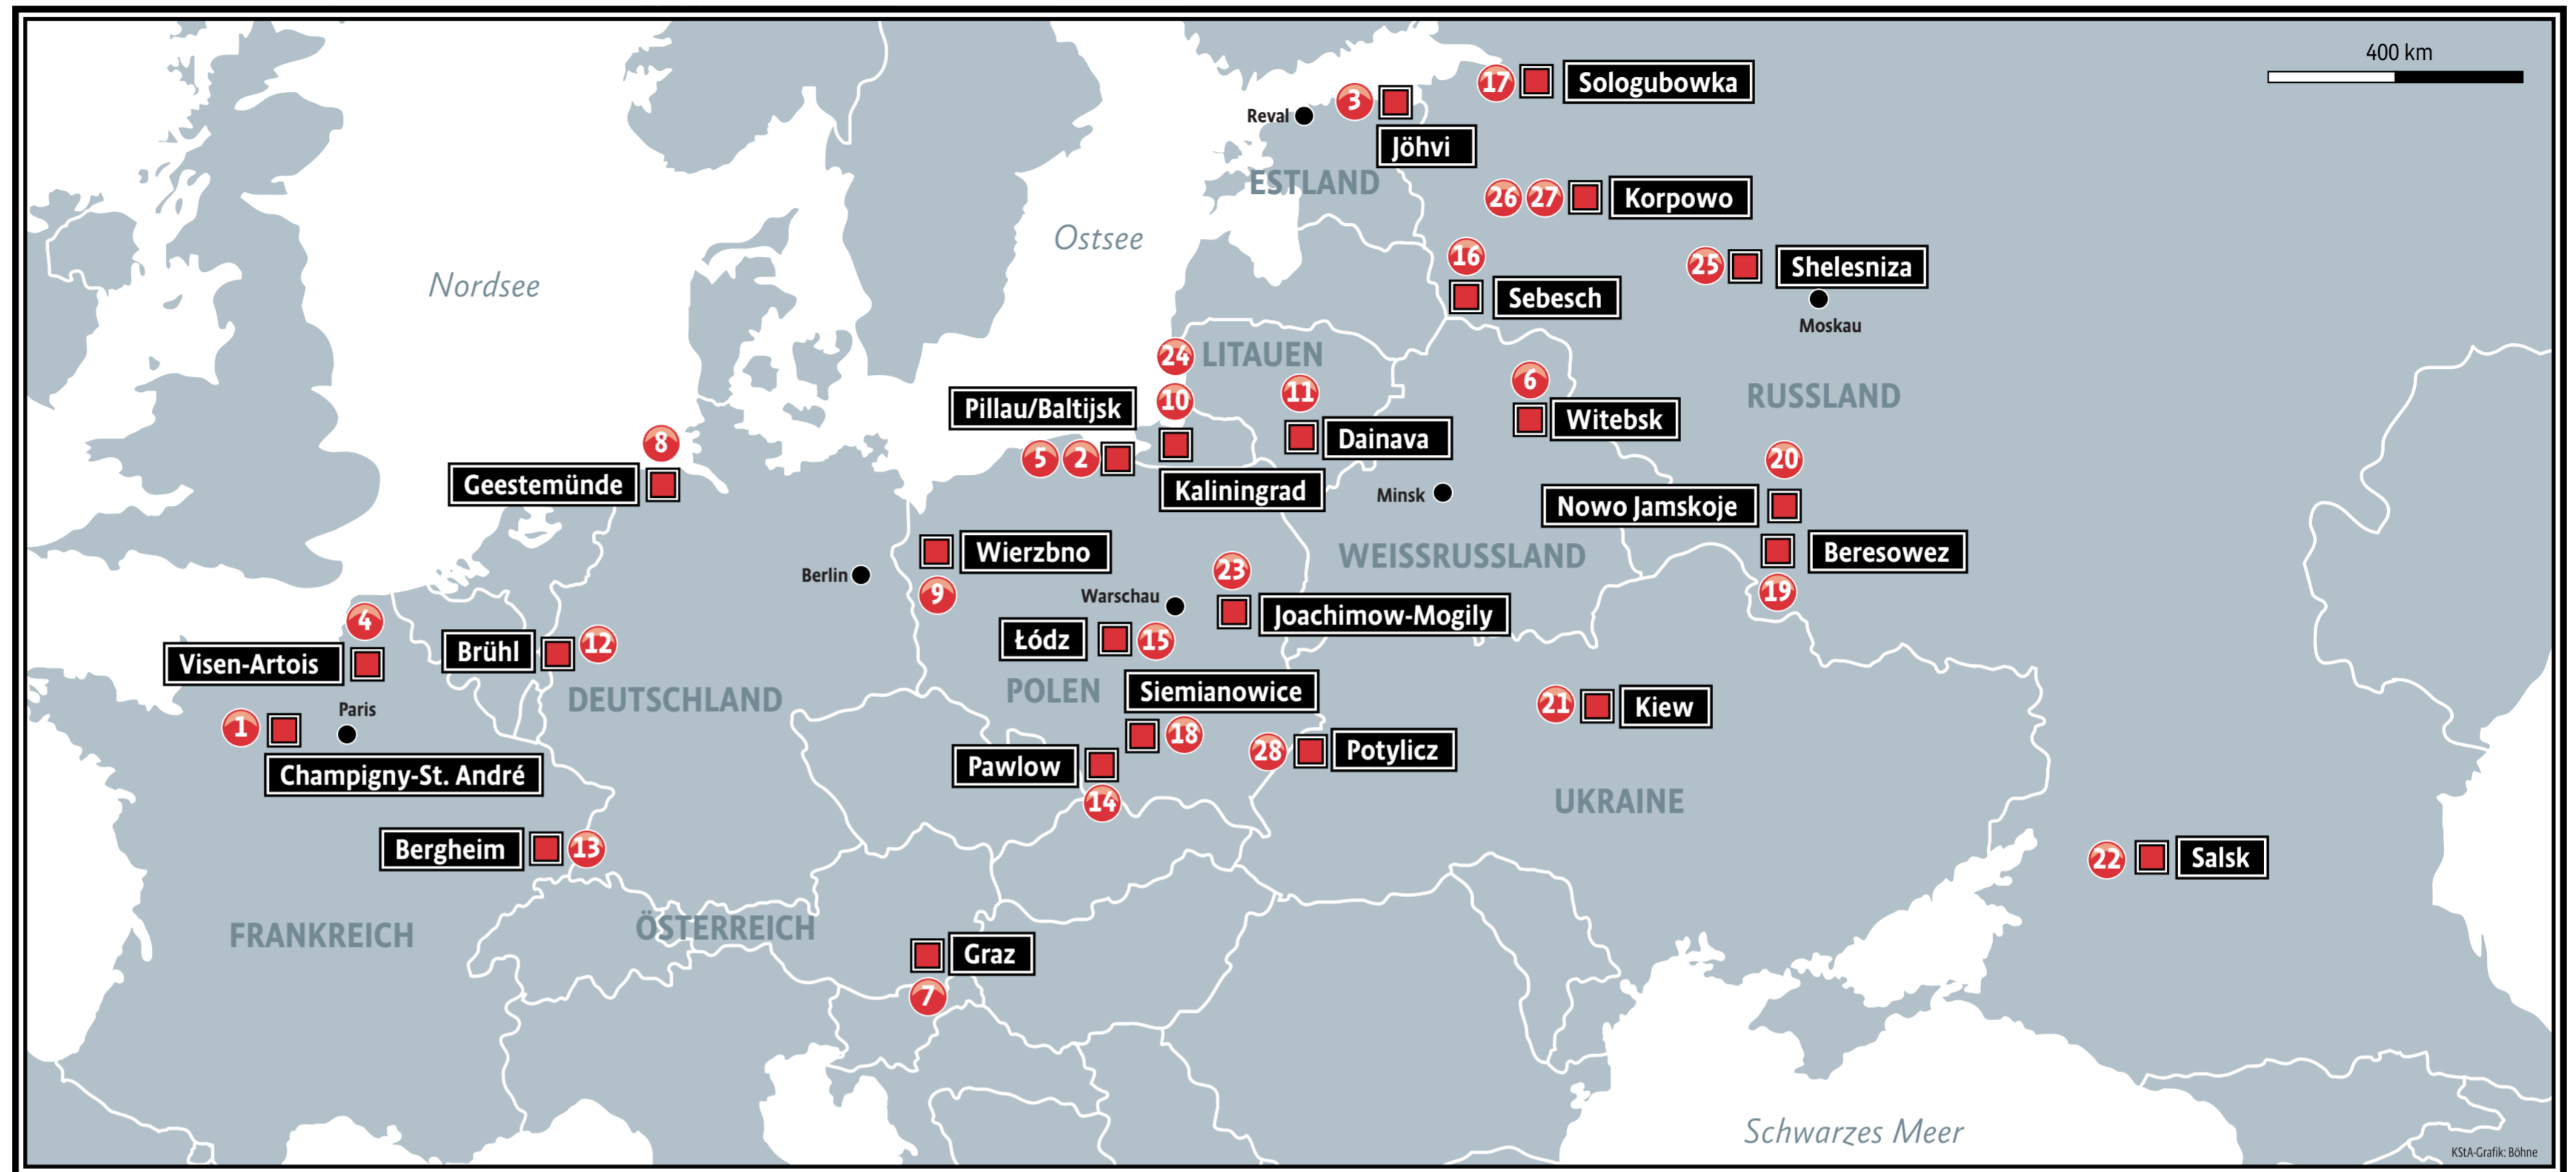 400 km
17
Sologubowka
3
Reval
Jöhvi
ESTLAND
26
27
Korpowo
Ostsee
Nordsee
16
Sebesch
25
Shelesniza
Moskau
24
LITAUEN
RUSSLAND
Pillau/Baltijsk
10
11
6
Witebsk
Dainava
5
2
8
Geestemünde
Kaliningrad
Minsk
20
Nowo Jamskoje
Wierzbno
WEISSRUSSLAND
Beresowez
Berlin
9
23
19
Warschau
Joachimow-Mogily
4
Visen-Artois
Brühl
12
Łódz
15
DEUTSCHLAND
POLEN
Siemianowice
21
Kiew
1
Paris
18
28
Potylicz
Champigny-St. André
Pawlow
14
UKRAINE
Bergheim
13
22
Salsk
FRANKREICH
ÖSTERREICH
Graz
7
Schwarzes Meer
KStA-Grafik: Böhne